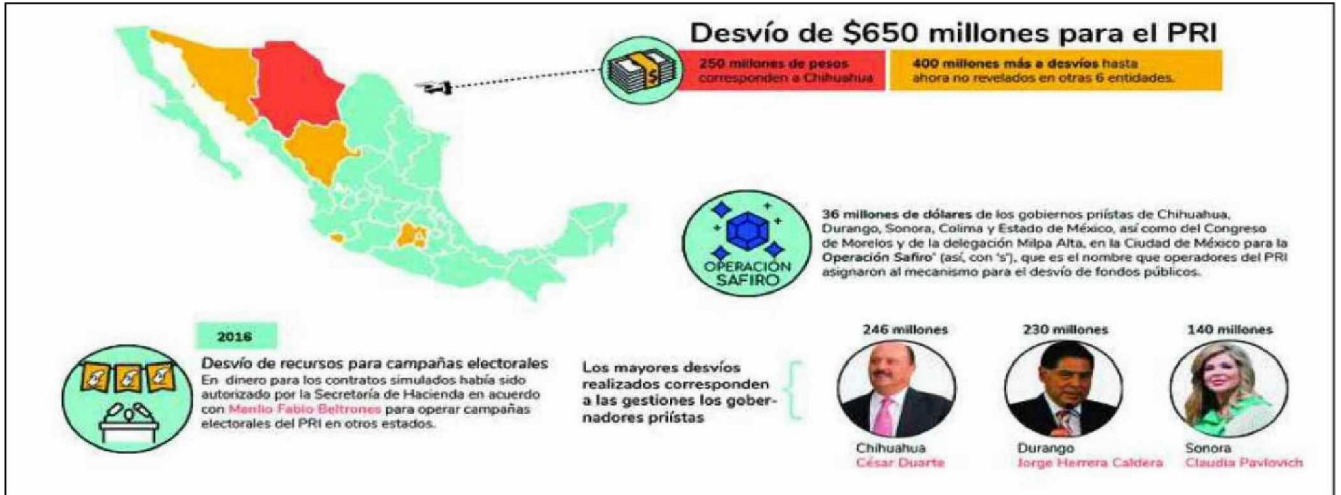 Desvío de $650 millones para el PRI
250 millones de pesos
corresponden a Chihuahua
400 millones más a desvíos hasta
ahora no revelados en otras 6 entidades.
OPERACIÓN
SAFIRO
36 millones de dólares de los gobiernos priístas de Chihuahua,
Durango, Sonora, Colima y Estado de México, así como del Congreso
de Morelos y de la delegación Milpa Alta, en la Ciudad de México para la
Operación Safiro' (así, con 's'), que es el nombre que operadores del PRI
asignaron al mecanismo para el desvío de fondos públicos.
2016
Desvío de recursos para campañas electorales
En dinero para los contratos simulados había sido
autorizado por la Secretaría de Hacienda en acuerdo
con Manlio Fabio Beltrones para operar campañas
electorales del PRI en otros estados.
Los mayores desvíos
realizados corresponden
a las gestiones los gober-
nadores priístas
246 millones
Chihuahua
César Duarte
230 millones
Durango
Jorge Herrera Caldera
140 millones
Sonora
Claudia Pavlovich